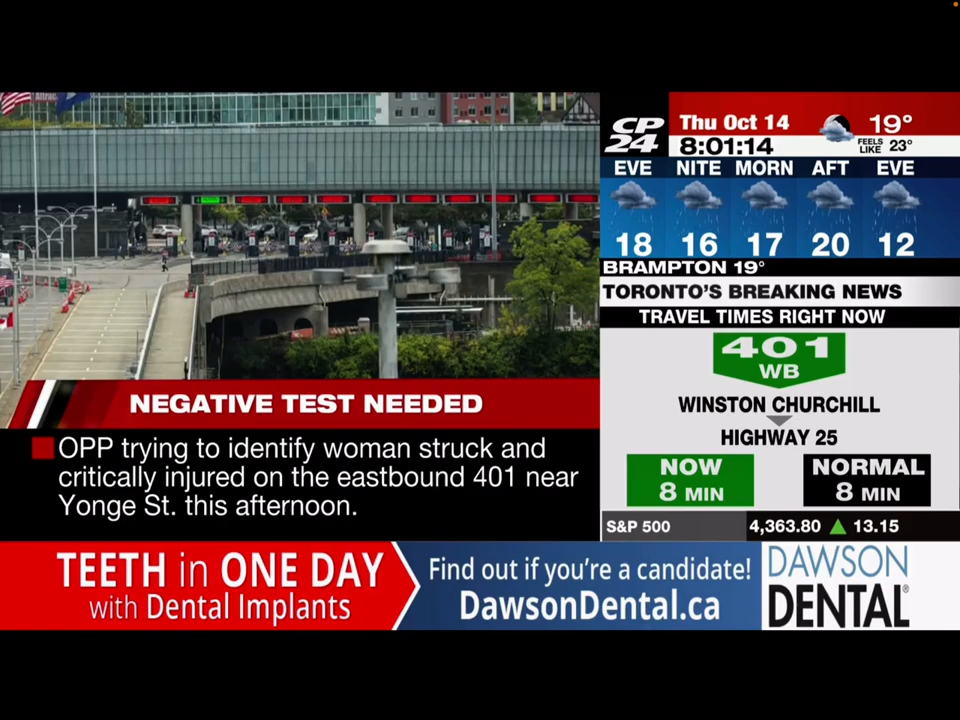 CP
24
Thu Oct 14
8:01:14
19°
FEELS
LIKE 23°
EVE NITE MORN AFT EVE
18 16 17 20 12
BRAMPTON 19°
TORONTO'S BREAKING NEWS
TRAVEL TIMES RIGHT NOW
401
WB
WINSTON CHURCHILL
HIGHWAY 25
NOW
8 MIN
NORMAL
8 MIN
S&P 500 4,363.80 13.15
NEGATIVE TEST NEEDED
OPP trying to identify woman struck and
critically injured on the eastbound 401 near
Yonge St. this afternoon.
TEETH in ONE DAY
with Dental Implants
Find out if you're a candidate!
DawsonDental.ca
DAWSON
DENTAL®